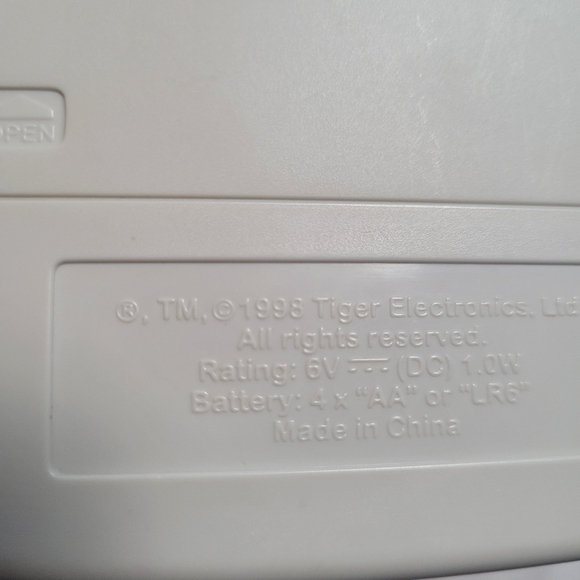 OPEN
®, TM, ©1998 Tiger Electronics, Ltd
All rights reserved.
Rating: 6V ⎓ (DC) 1.0W
Battery: 4 x "AA" or "LR6"
Made in China